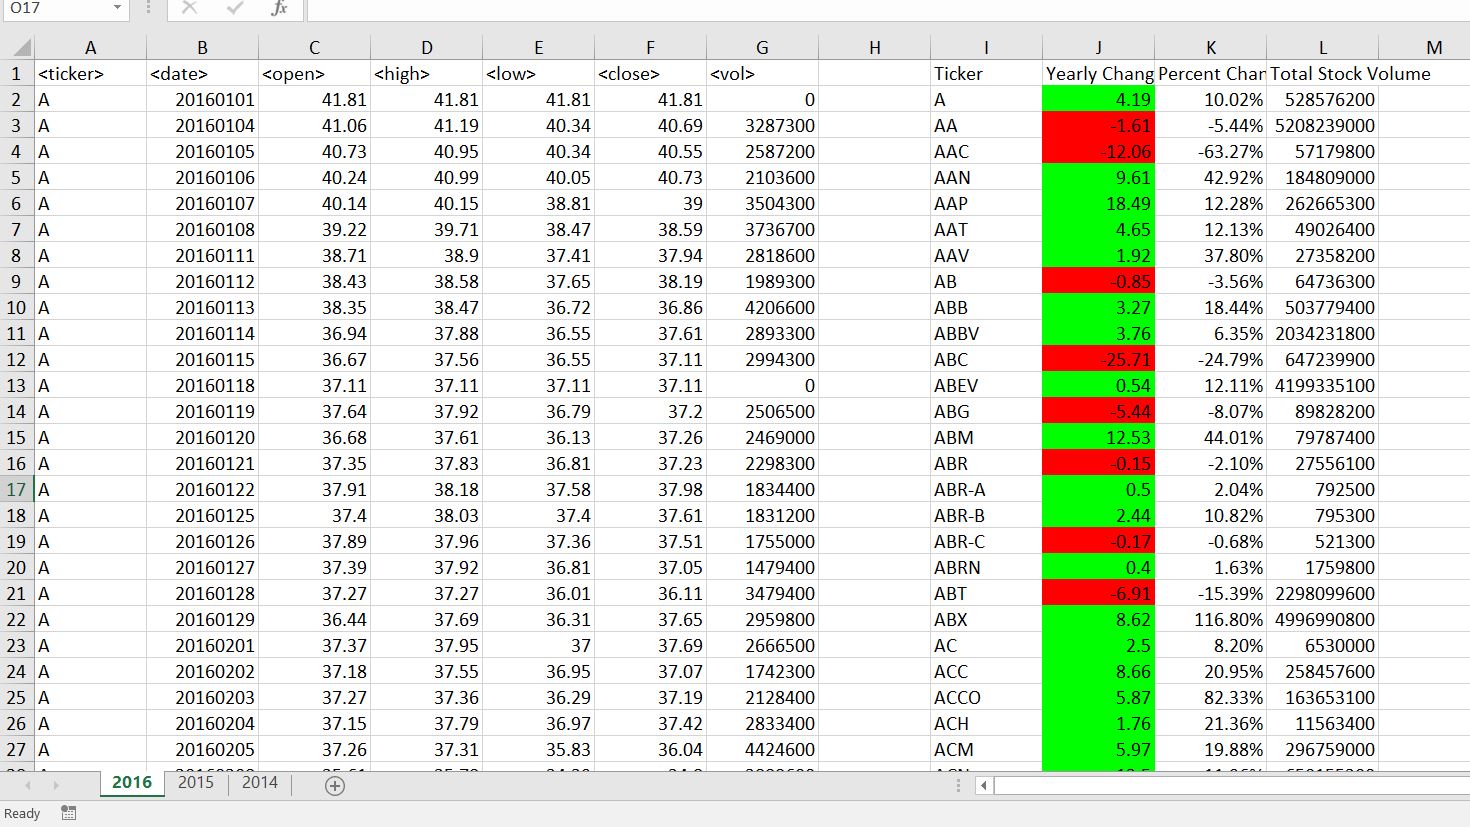 O17 fx
A B C D E F G H I J K L M
1 <ticker> <date> <open> <high> <low> <close> <vol> Ticker Yearly Chang Percent Chan Total Stock Volume
2 A 20160101 41.81 41.81 41.81 41.81 0 A 4.19 10.02% 528576200
3 A 20160104 41.06 41.19 40.34 40.69 3287300 AA -1.61 -5.44% 5208239000
4 A 20160105 40.73 40.95 40.34 40.55 2587200 AAC -12.06 -63.27% 57179800
5 A 20160106 40.24 40.99 40.05 40.73 2103600 AAN 9.61 42.92% 184809000
6 A 20160107 40.14 40.15 38.81 39 3504300 AAP 18.49 12.28% 262665300
7 A 20160108 39.22 39.71 38.47 38.59 3736700 AAT 4.65 12.13% 49026400
8 A 20160111 38.71 38.9 37.41 37.94 2818600 AAV 1.92 37.80% 27358200
9 A 20160112 38.43 38.58 37.65 38.19 1989300 AB -0.85 -3.56% 64736300
10 A 20160113 38.35 38.47 36.72 36.86 4206600 ABB 3.27 18.44% 503779400
11 A 20160114 36.94 37.88 36.55 37.61 2893300 ABBV 3.76 6.35% 2034231800
12 A 20160115 36.67 37.56 36.55 37.11 2994300 ABC -25.71 -24.79% 647239900
13 A 20160118 37.11 37.11 37.11 37.11 0 ABEV 0.54 12.11% 4199335100
14 A 20160119 37.64 37.92 36.79 37.2 2506500 ABG -5.44 -8.07% 89828200
15 A 20160120 36.68 37.61 36.13 37.26 2469000 ABM 12.53 44.01% 79787400
16 A 20160121 37.35 37.83 36.81 37.23 2298300 ABR -0.15 -2.10% 27556100
17 A 20160122 37.91 38.18 37.58 37.98 1834400 ABR-A 0.5 2.04% 792500
18 A 20160125 37.4 38.03 37.4 37.61 1831200 ABR-B 2.44 10.82% 795300
19 A 20160126 37.89 37.96 37.36 37.51 1755000 ABR-C -0.17 -0.68% 521300
20 A 20160127 37.39 37.92 36.81 37.05 1479400 ABRN 0.4 1.63% 1759800
21 A 20160128 37.27 37.27 36.01 36.11 3479400 ABT -6.91 -15.39% 2298099600
22 A 20160129 36.44 37.69 36.31 37.65 2959800 ABX 8.62 116.80% 4996990800
23 A 20160201 37.37 37.95 37 37.69 2666500 AC 2.5 8.20% 6530000
24 A 20160202 37.18 37.55 36.95 37.07 1742300 ACC 8.66 20.95% 258457600
25 A 20160203 37.27 37.36 36.29 37.19 2128400 ACCO 5.87 82.33% 163653100
26 A 20160204 37.15 37.79 36.97 37.42 2833400 ACH 1.76 21.36% 11563400
27 A 20160205 37.26 37.31 35.83 36.04 4424600 ACM 5.97 19.88% 296759000
2016 2015 2014
Ready